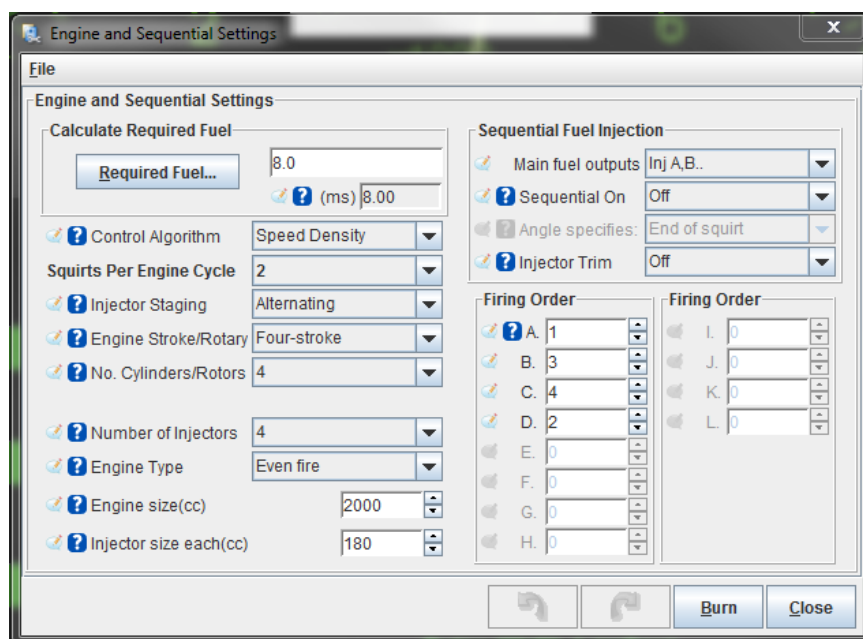 Engine and Sequential Settings
X
File
Engine and Sequential Settings
Calculate Required Fuel
Required Fuel...
8.0
? (ms) 8.00
? Control Algorithm Speed Density
Squirts Per Engine Cycle 2
? Injector Staging Alternating
? Engine Stroke/Rotary Four-stroke
? No. Cylinders/Rotors 4
? Number of Injectors 4
? Engine Type Even fire
? Engine size(cc) 2000
? Injector size each(cc) 180
Sequential Fuel Injection
Main fuel outputs Inj A,B..
? Sequential On Off
? Angle specifies: End of squirt
? Injector Trim Off
Firing Order
? A. 1
B. 3
C. 4
D. 2
E. 0
F. 0
G. 0
H. 0
Firing Order
I. 0
J. 0
K. 0
L. 0
Burn
Close